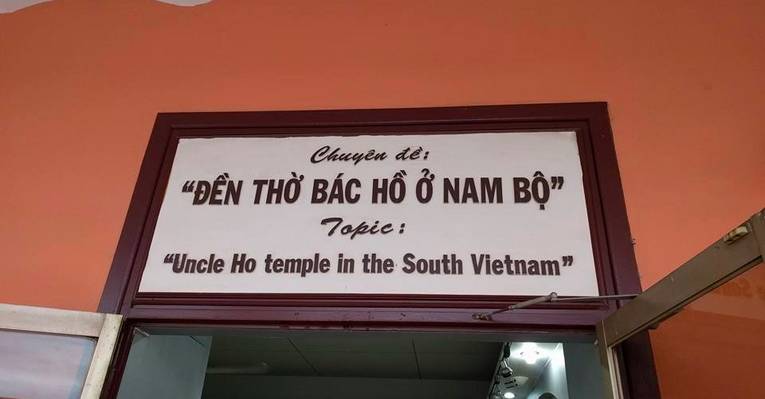 Chuyên đề:
"ĐỀN THỜ BÁC HỒ Ở NAM BỘ"
Topic:
"Uncle Ho temple in the South Vietnam"